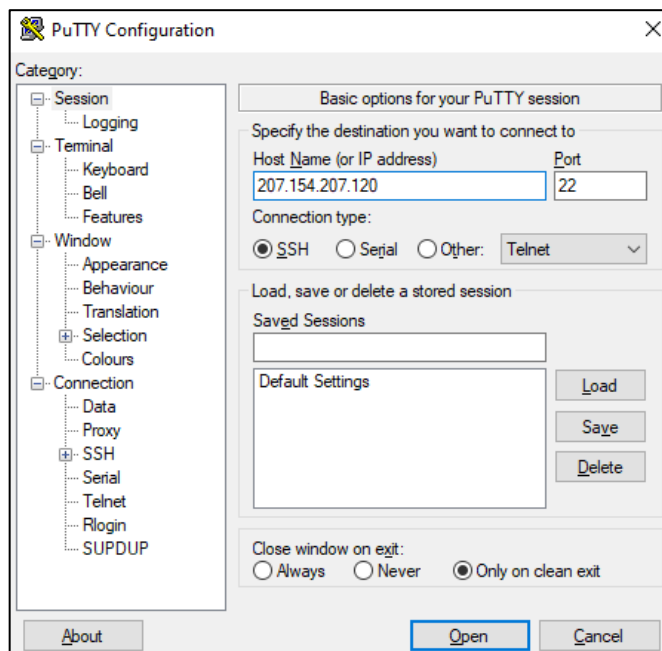 PuTTY Configuration
Category:
Session
Logging
Terminal
Keyboard
Bell
Features
Window
Appearance
Behaviour
Translation
Selection
Colours
Connection
Data
Proxy
SSH
Serial
Telnet
Rlogin
SUPDUP
Basic options for your PuTTY session
Specify the destination you want to connect to
Host Name (or IP address) Port
207.154.207.120 22
Connection type:
SSH Serial Other: Telnet
Load, save or delete a stored session
Saved Sessions
Default Settings
Load
Save
Delete
Close window on exit:
Always Never Only on clean exit
About Open Cancel